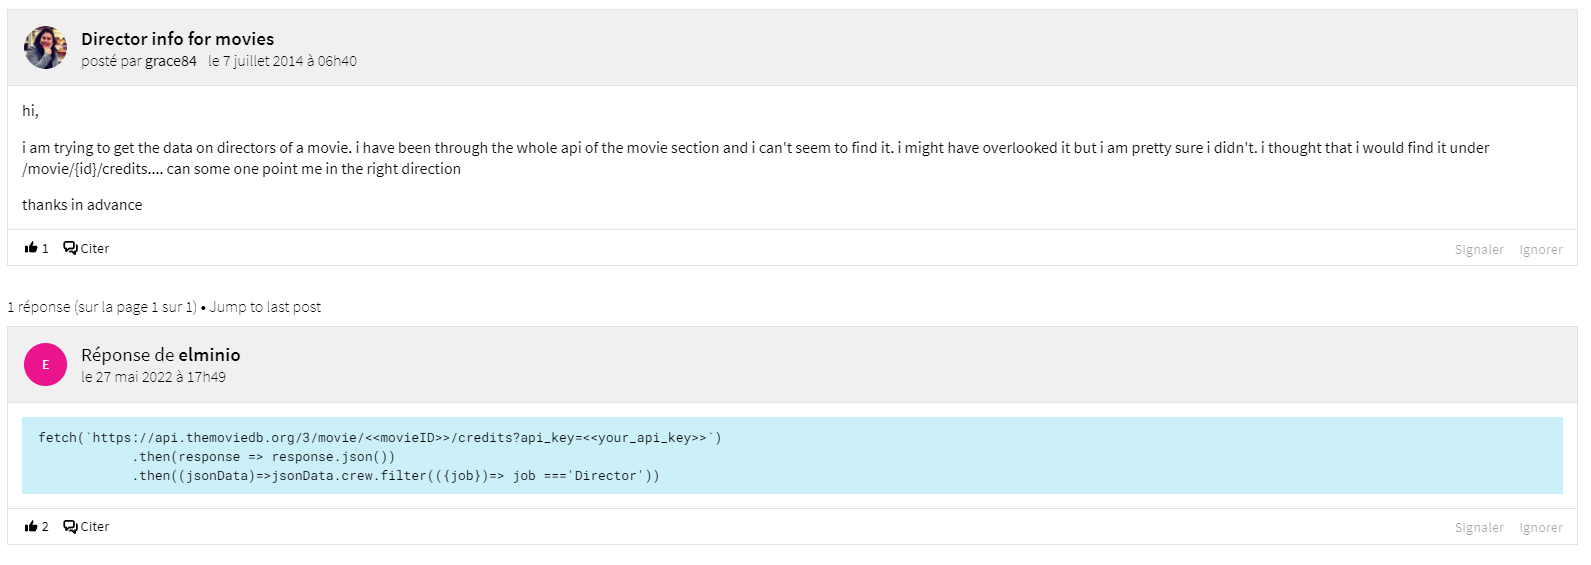 Director info for movies
posté par grace84 le 7 juillet 2014 à 06h40
hi,
i am trying to get the data on directors of a movie. i have been through the whole api of the movie section and i can't seem to find it. i might have overlooked it but i am pretty sure i didn't. i thought that i would find it under
/movie/{id}/credits.... can some one point me in the right direction
thanks in advance
1 Citer Signaler Ignorer
1 réponse (sur la page 1 sur 1) • Jump to last post
E
Réponse de elminio
le 27 mai 2022 à 17h49
fetch(`https://api.themoviedb.org/3/movie/<<movieID>>/credits?api_key=<<your_api_key>>`)
.then(response => response.json())
.then((jsonData)=>jsonData.crew.filter(({job})=> job ==='Director'))
2 Citer Signaler Ignorer